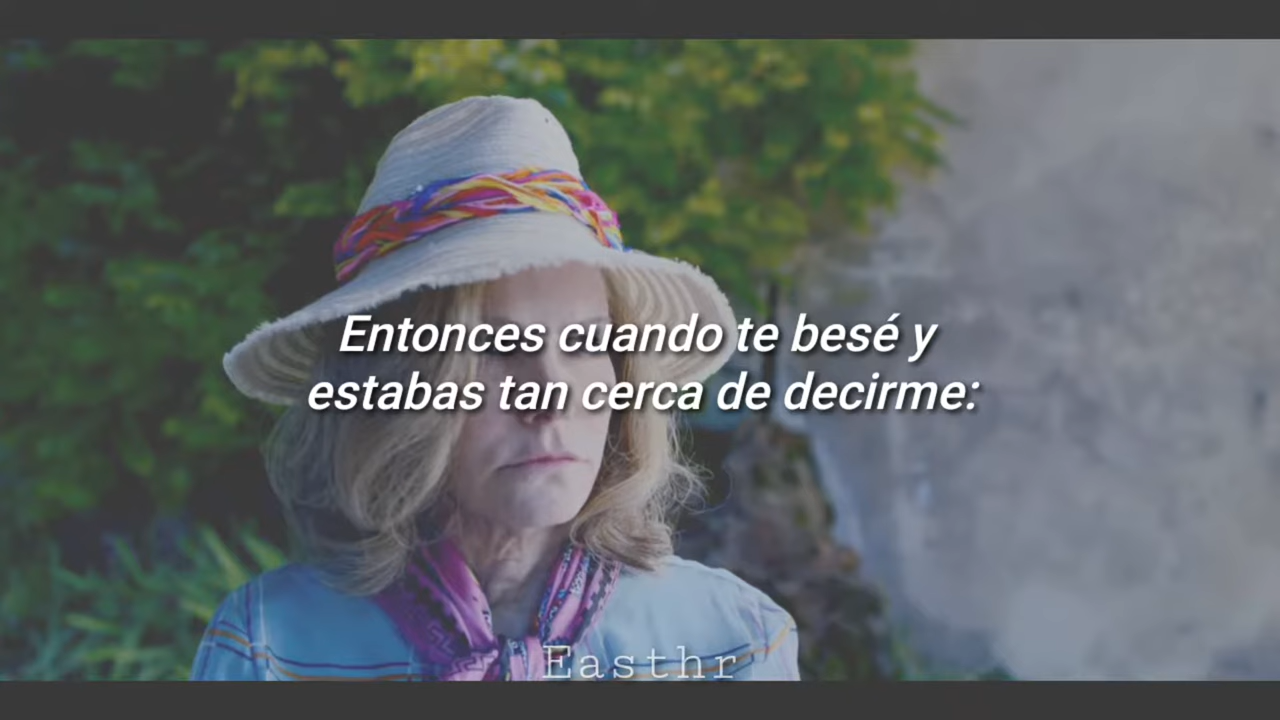 Entonces cuando te besé y
estabas tan cerca de decirme:
Easthr